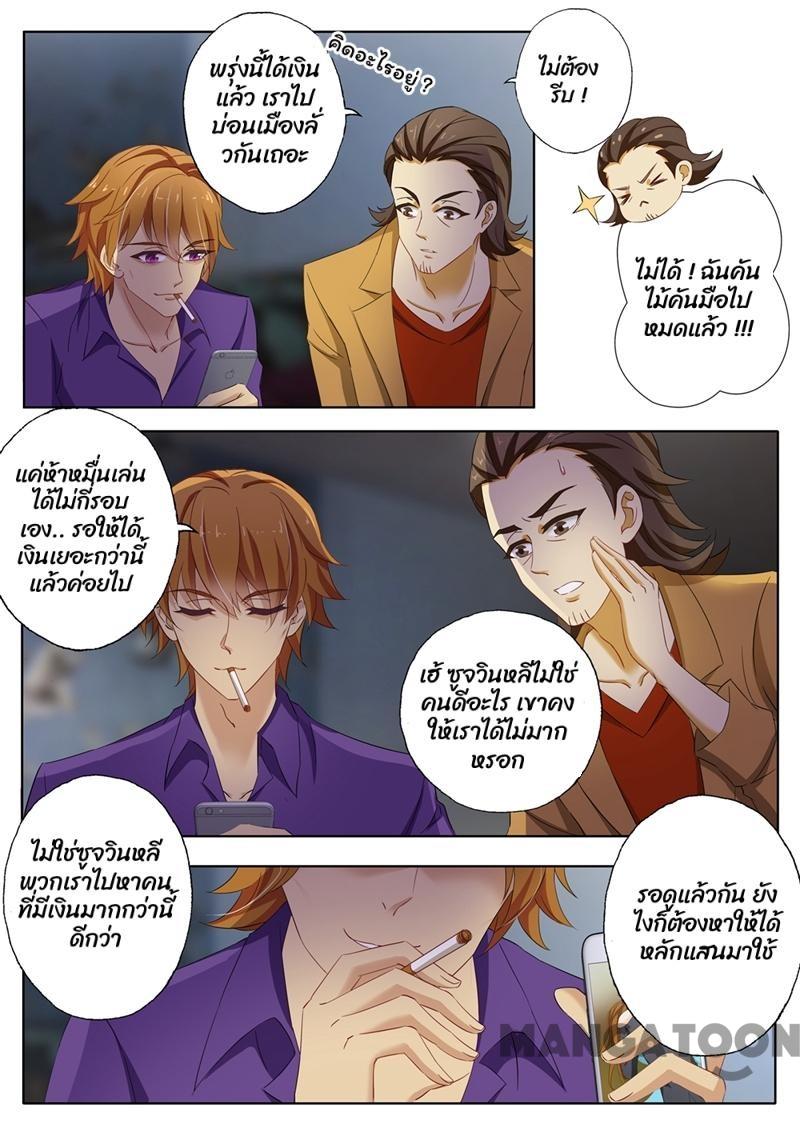 พรุ่งนี้ได้เงิน
แล้ว เราไป
บ่อนเมืองลั่ว
กันเถอะ
คิดอะไรอยู่ ?
ไม่ต้อง
รีบ !
ไม่ได้ ! ฉันคัน
ไม้คันมือไป
หมดแล้ว !!!
แค่ห้าหมื่นเล่น
ได้ไม่กี่รอบ
เอง.. รอให้ได้
เงินเยอะกว่านี้
แล้วค่อยไป
เฮ้ ซูจวินหลีไม่ใช่
คนดีอะไร เขาคง
ให้เราได้ไม่มาก
หรอก
ไม่ใช่ซูจวินหลี
พวกเราไปหาคน
ที่มีเงินมากกว่านี้
ดีกว่า
รอดูแล้วกัน ยัง
ไงก็ต้องหาให้ได้
หลักแสนมาใช้
MANGATOON